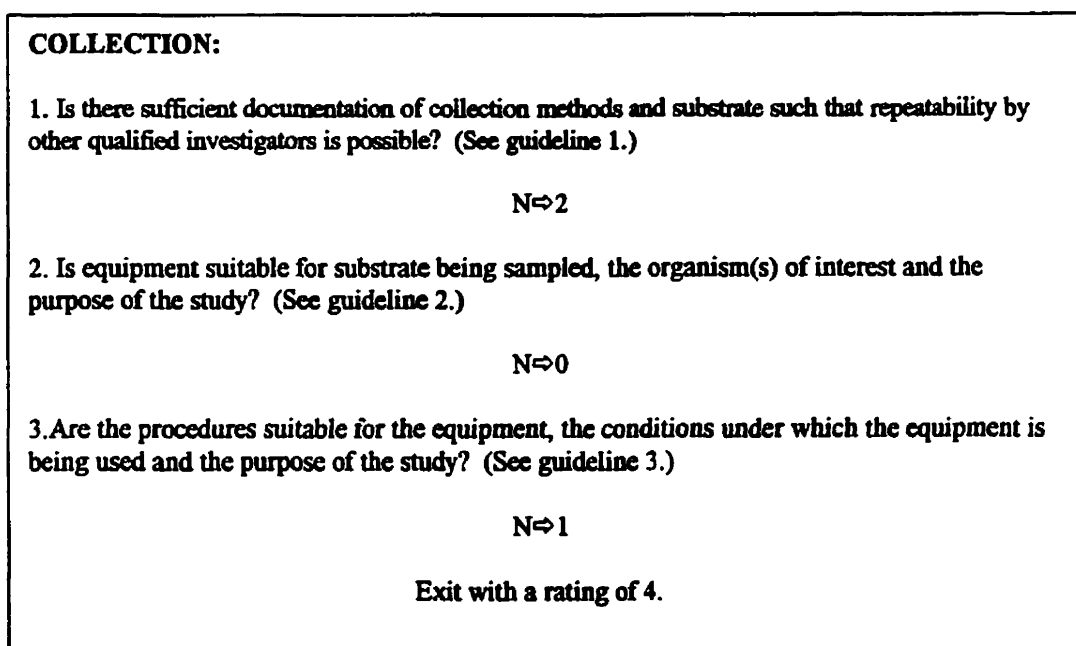 COLLECTION:
1. Is there sufficient documentation of collection methods and substrate such that repeatability by
other qualified investigators is possible? (See guideline 1.)
N⇨2
2. Is equipment suitable for substrate being sampled, the organism(s) of interest and the
purpose of the study? (See guideline 2.)
N⇨0
3.Are the procedures suitable for the equipment, the conditions under which the equipment is
being used and the purpose of the study? (See guideline 3.)
N⇨1
Exit with a rating of 4.